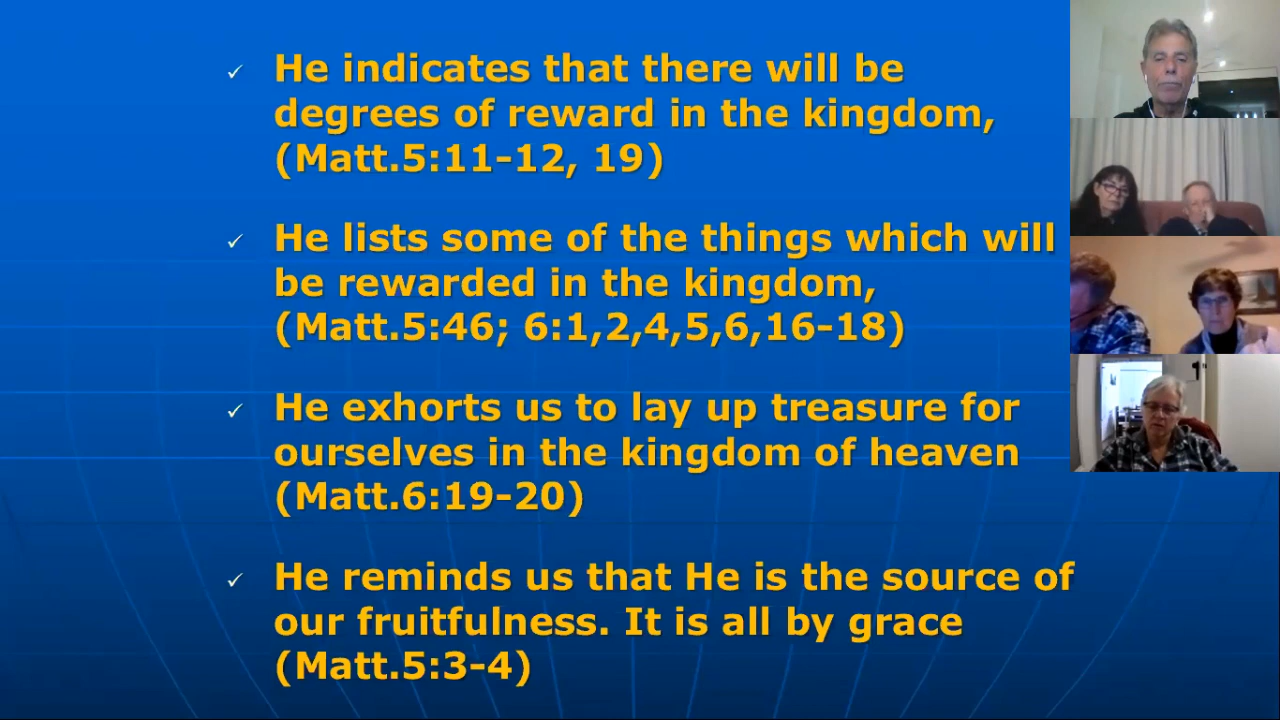 He indicates that there will be
degrees of reward in the kingdom,
(Matt.5:11-12, 19)
He lists some of the things which will
be rewarded in the kingdom,
(Matt.5:46; 6:1,2,4,5,6,16-18)
He exhorts us to lay up treasure for
ourselves in the kingdom of heaven
(Matt.6:19-20)
He reminds us that He is the source of
our fruitfulness. It is all by grace
(Matt.5:3-4)